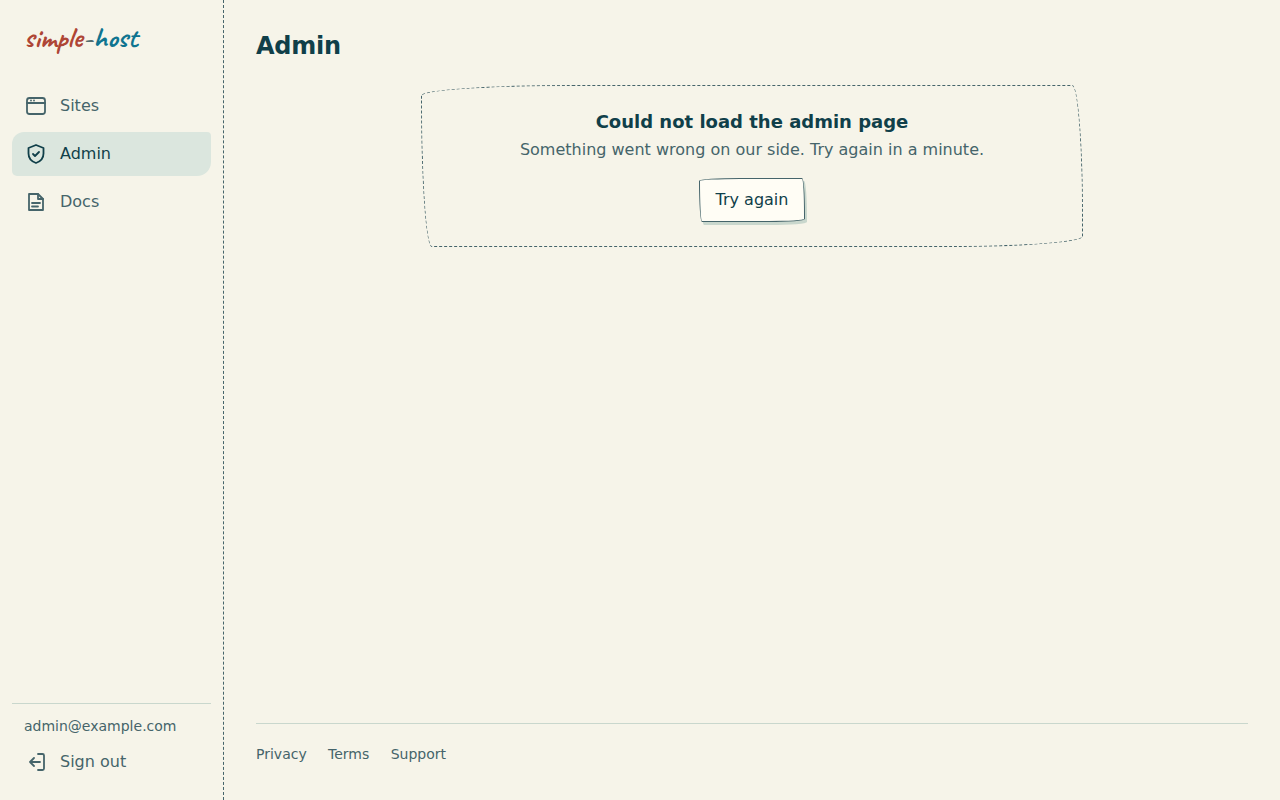 simple-host
Sites
Admin
Docs
admin@example.com
Sign out
Admin
Could not load the admin page
Something went wrong on our side. Try again in a minute.
Try again
Privacy Terms Support